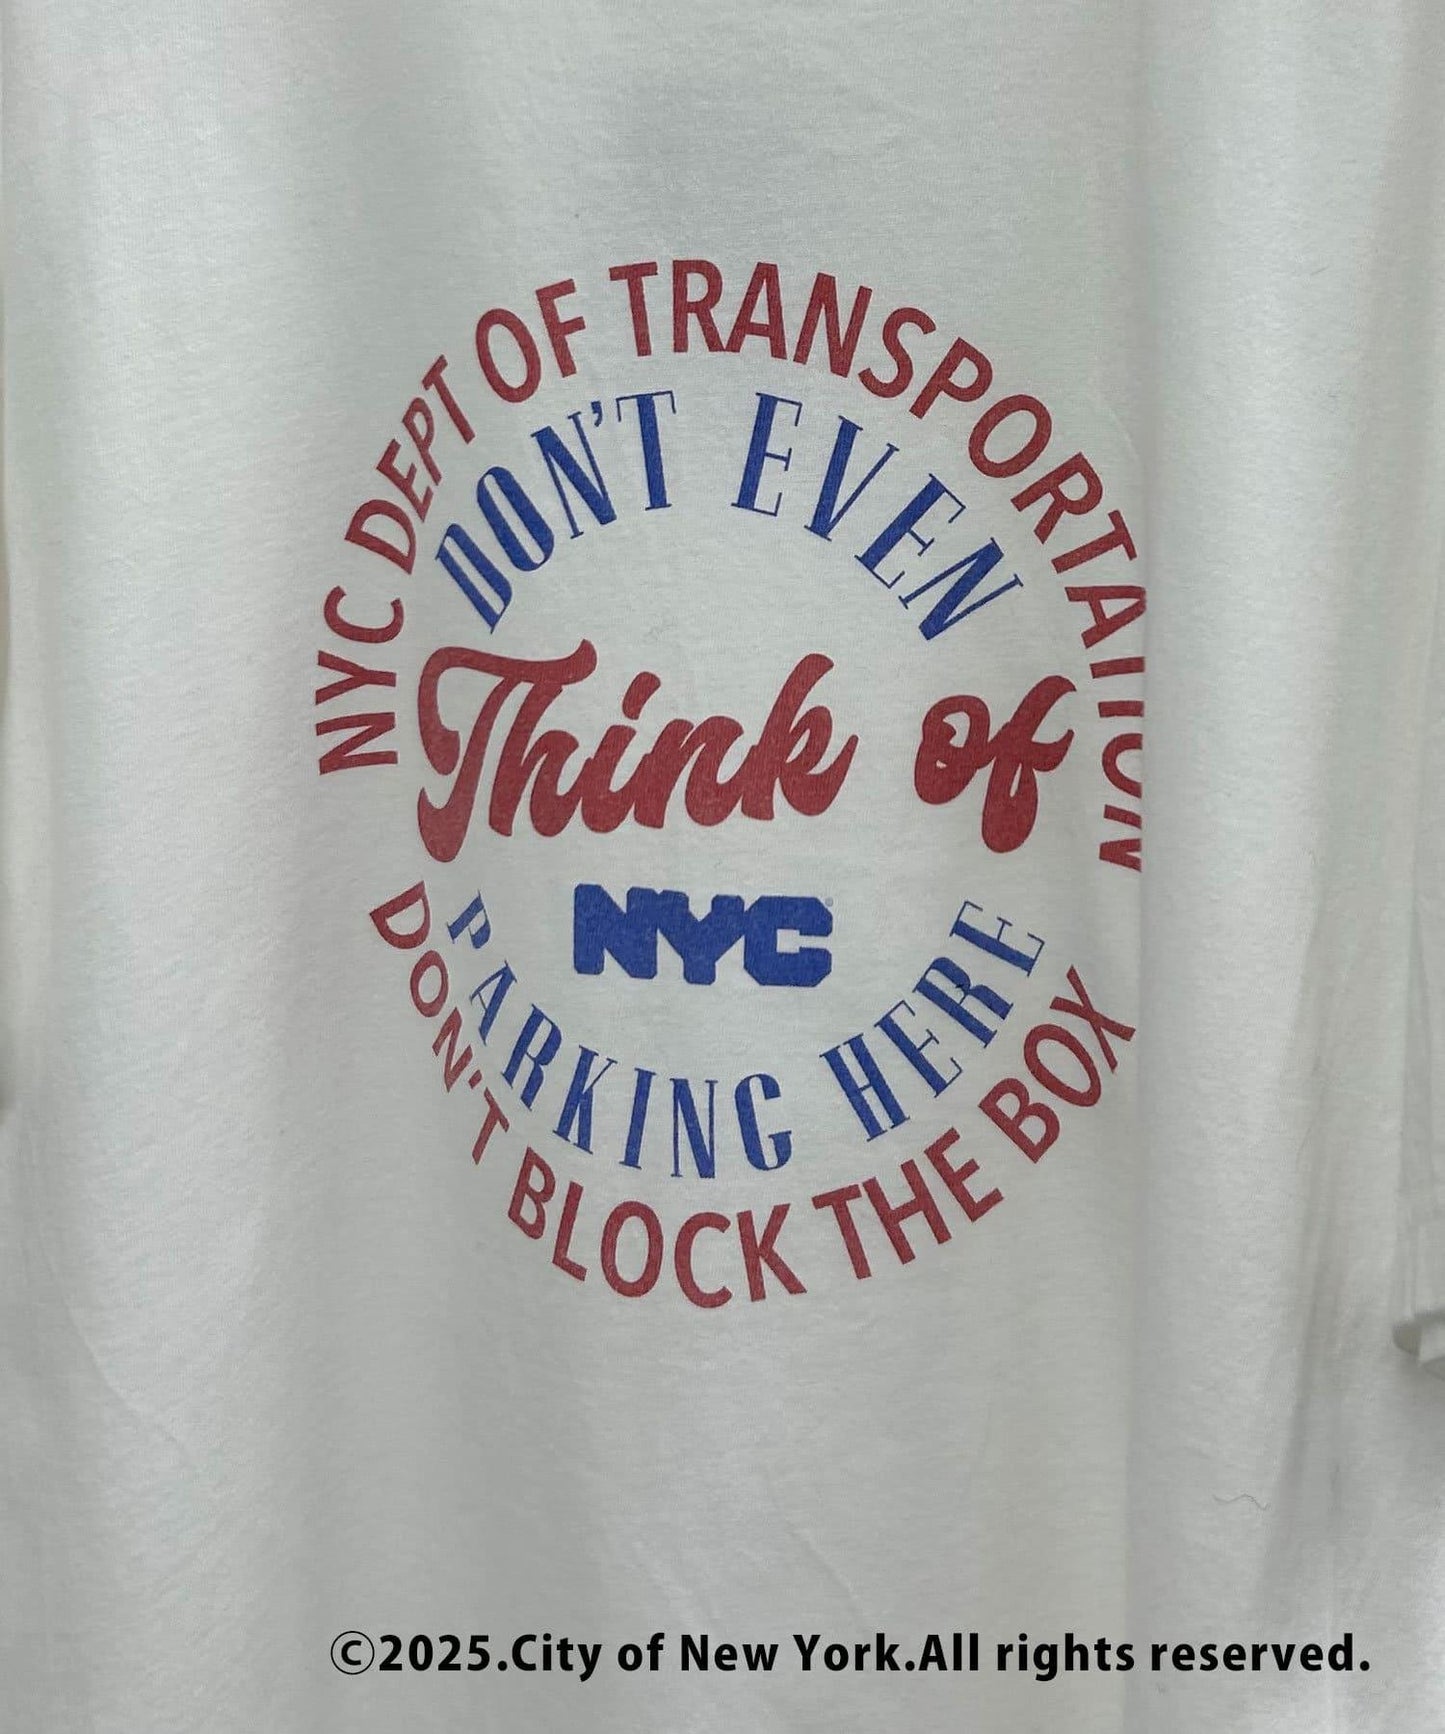 NYC DEPT OF TRANSPORTATION
DON'T EVEN
Think of
NYC
PARKING HERE
DON'T BLOCK THE BOX
©2025.City of New York.All rights reserved.